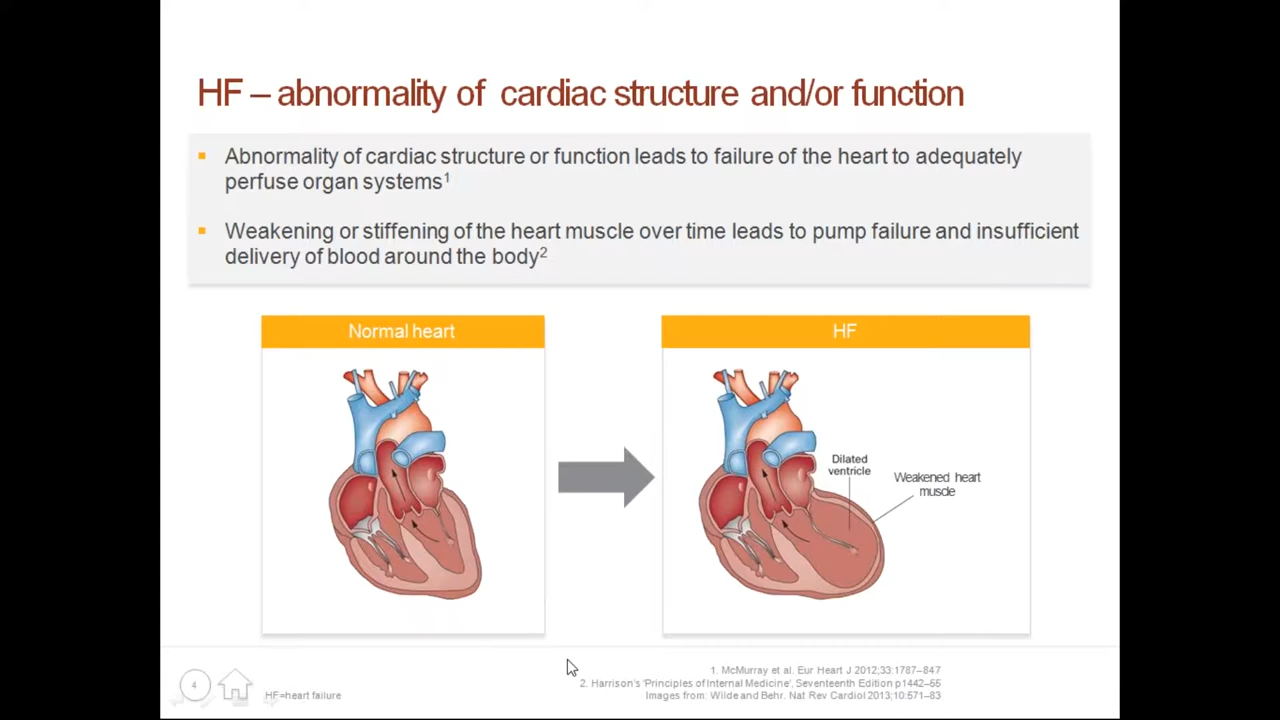 HF – abnormality of cardiac structure and/or function
▪ Abnormality of cardiac structure or function leads to failure of the heart to adequately
perfuse organ systems¹
▪ Weakening or stiffening of the heart muscle over time leads to pump failure and insufficient
delivery of blood around the body²
Normal heart
HF
Dilated
ventricle
Weakened heart
muscle
4
HF=heart failure
1. McMurray et al. Eur Heart J 2012;33:1787–847
2. Harrison's 'Principles of Internal Medicine', Seventeenth Edition p1442–55
Images from: Wilde and Behr. Nat Rev Cardiol 2013;10:571–83